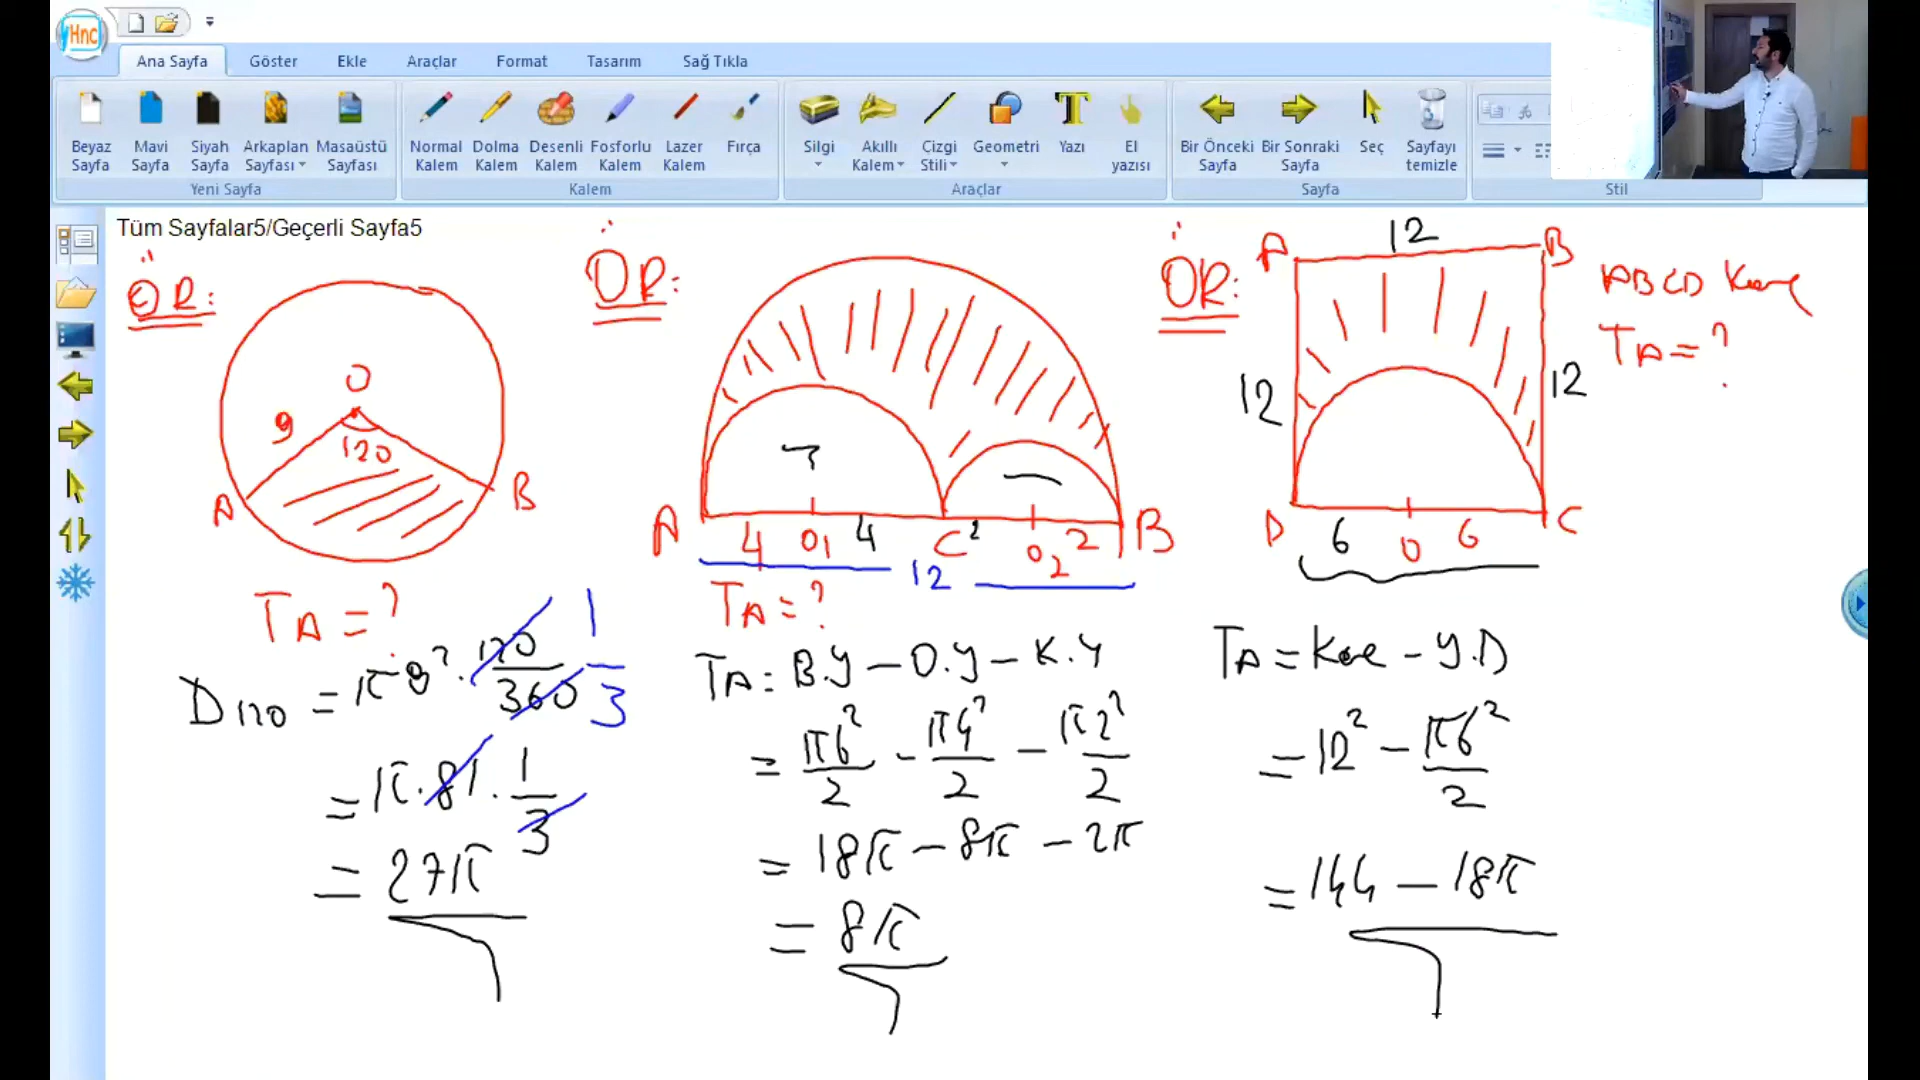 Hnc
Ana Sayfa Göster Ekle Araçlar Format Tasarım Sağ Tıkla
Beyaz Sayfa Mavi Sayfa Siyah Sayfa Arkaplan Sayfası Masaüstü Sayfası
Yeni Sayfa
Normal Kalem Dolma Kalem Desenli Kalem Fosforlu Kalem Lazer Kalem Fırça
Kalem
Silgi Akıllı Kalem Çizgi Stili Geometri Yazı El yazısı
Araçlar
Bir Önceki Sayfa Bir Sonraki Sayfa Seç Sayfayı temizle
Sayfa
Stil
Tüm Sayfalar5/Geçerli Sayfa5
ÖR:
O
9
120
A B
TA = ?
D120 = π 9² . 120/360 1/3
= π . 81 . 1/3
= 27π
ÖR:
A 4 O1 4 C 2 O2 2 B
12
TA = ?
TA = B.Y – O.Y – K.Y
= π6²/2 – π4²/2 – π2²/2
= 18π – 8π – 2π
= 8π
ÖR:
A 12 B
12 12
D 6 O 6 C
ABCD Kare
TA = ?
TA = Kare – Y.D
= 12² – π6²/2
= 144 – 18π